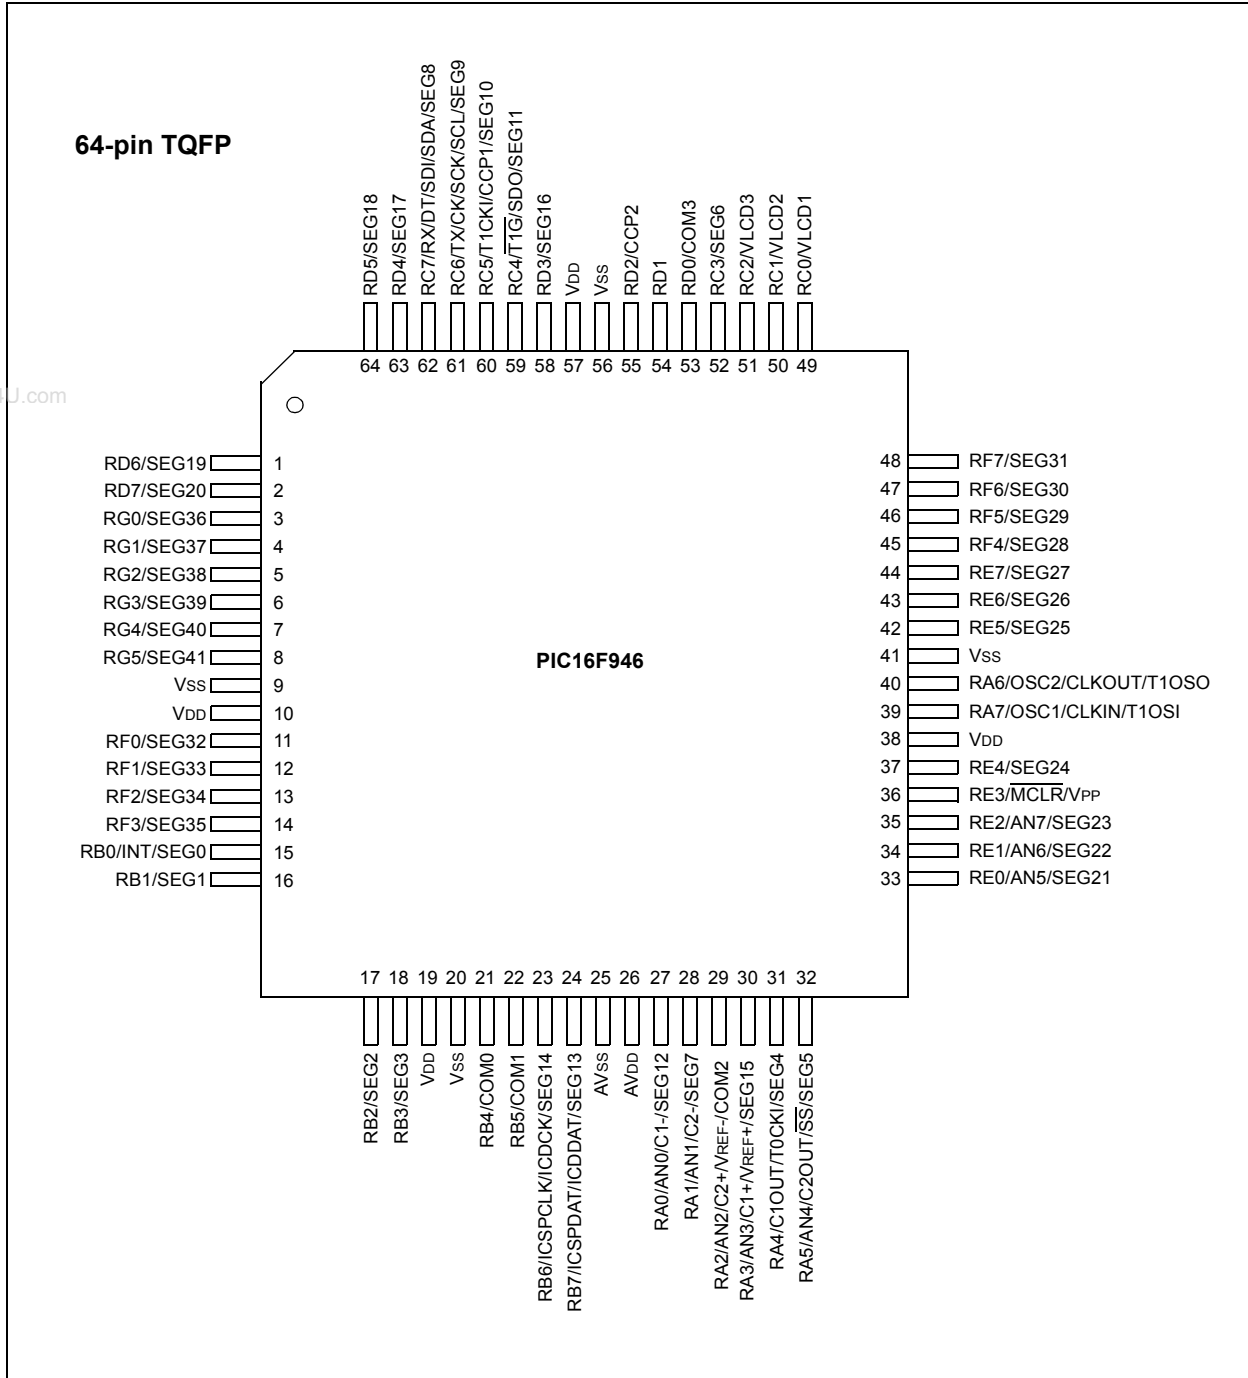 64-pin TQFP
RD5/SEG18
RD4/SEG17
RC7/RX/DT/SDI/SDA/SEG8
RC6/TX/CK/SCK/SCL/SEG9
RC5/T1CKI/CCP1/SEG10
RC4/T1G/SDO/SEG11
RD3/SEG16
VDD
VSS
RD2/CCP2
RD1
RD0/COM3
RC3/SEG6
RC2/VLCD3
RC1/VLCD2
RC0/VLCD1
64 63 62 61 60 59 58 57 56 55 54 53 52 51 50 49
4U.com
RD6/SEG19 1
RD7/SEG20 2
RG0/SEG36 3
RG1/SEG37 4
RG2/SEG38 5
RG3/SEG39 6
RG4/SEG40 7
RG5/SEG41 8
VSS 9
VDD 10
RF0/SEG32 11
RF1/SEG33 12
RF2/SEG34 13
RF3/SEG35 14
RB0/INT/SEG0 15
RB1/SEG1 16
PIC16F946
48 RF7/SEG31
47 RF6/SEG30
46 RF5/SEG29
45 RF4/SEG28
44 RE7/SEG27
43 RE6/SEG26
42 RE5/SEG25
41 VSS
40 RA6/OSC2/CLKOUT/T1OSO
39 RA7/OSC1/CLKIN/T1OSI
38 VDD
37 RE4/SEG24
36 RE3/MCLR/VPP
35 RE2/AN7/SEG23
34 RE1/AN6/SEG22
33 RE0/AN5/SEG21
17 18 19 20 21 22 23 24 25 26 27 28 29 30 31 32
RB2/SEG2
RB3/SEG3
VDD
VSS
RB4/COM0
RB5/COM1
RB6/ICSPCLK/ICDCK/SEG14
RB7/ICSPDAT/ICDDAT/SEG13
AVSS
AVDD
RA0/AN0/C1-/SEG12
RA1/AN1/C2-/SEG7
RA2/AN2/C2+/VREF-/COM2
RA3/AN3/C1+/VREF+/SEG15
RA4/C1OUT/T0CKI/SEG4
RA5/AN4/C2OUT/SS/SEG5